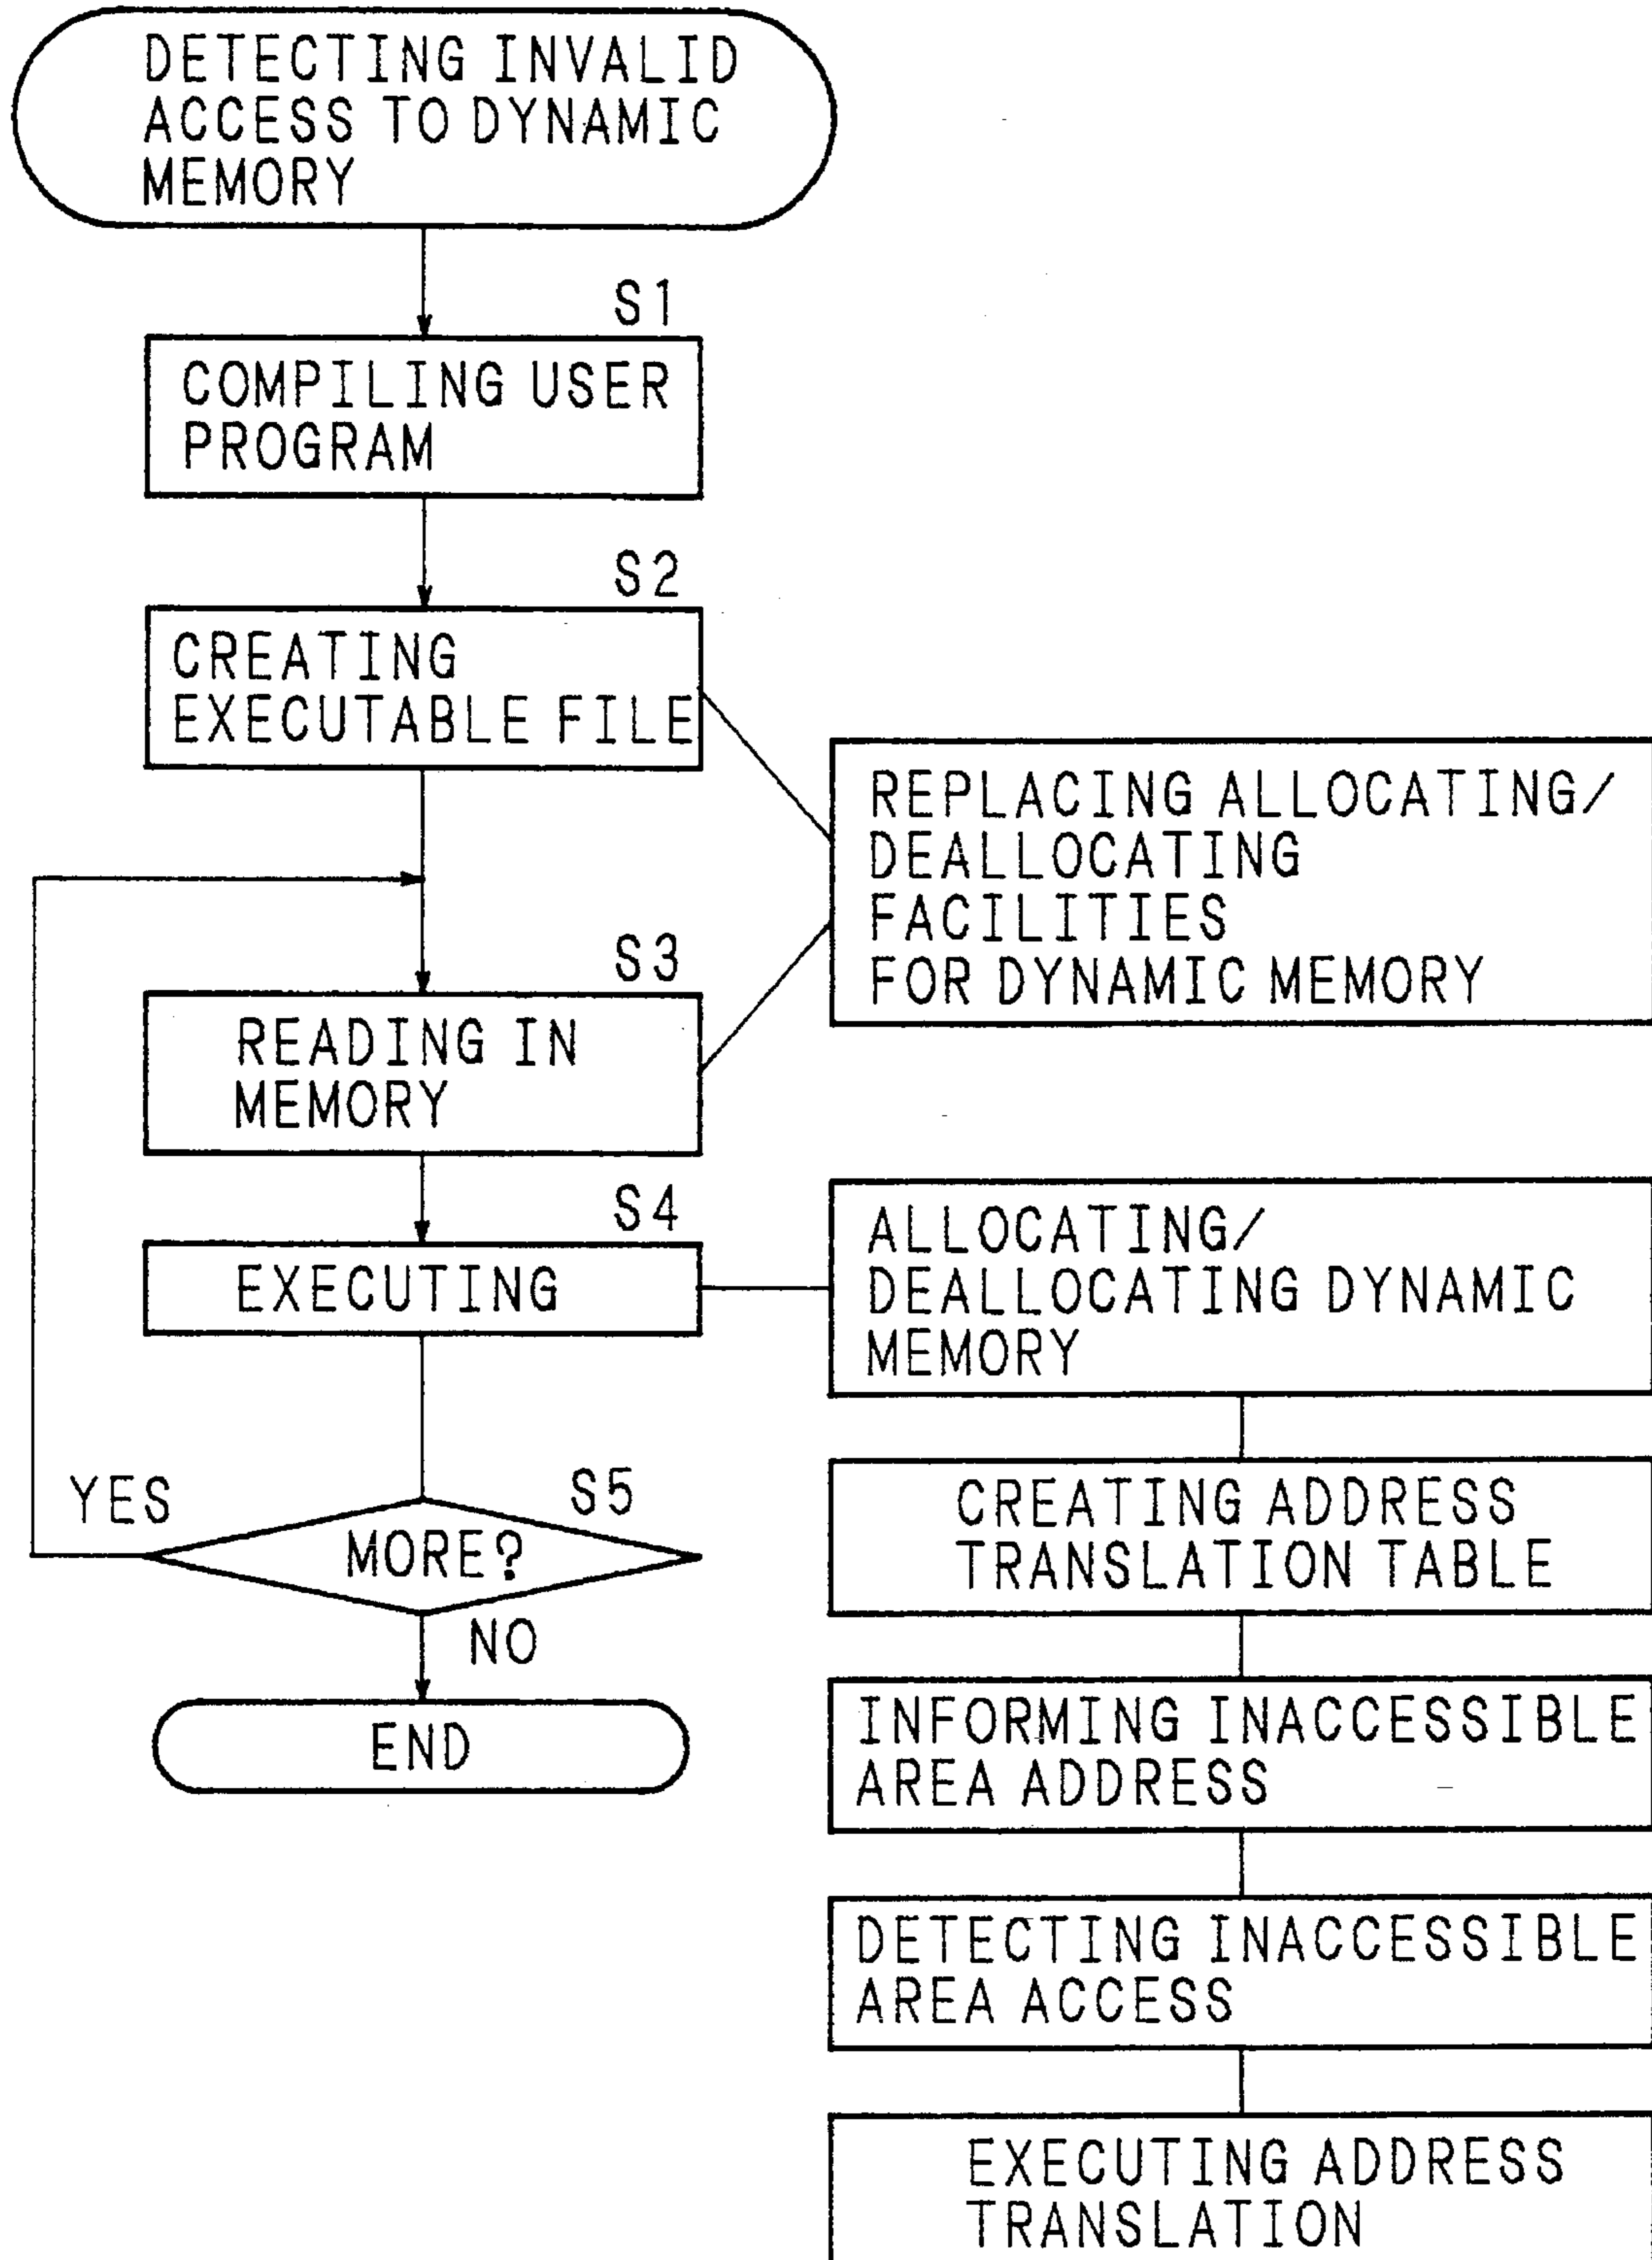 DETECTING INVALID
ACCESS TO DYNAMIC
MEMORY
S1
COMPILING USER
PROGRAM
S2
CREATING
EXECUTABLE FILE
REPLACING ALLOCATING/
DEALLOCATING
FACILITIES
FOR DYNAMIC MEMORY
S3
READING IN
MEMORY
S4
EXECUTING
ALLOCATING/
DEALLOCATING DYNAMIC
MEMORY
YES
S5
MORE?
NO
END
CREATING ADDRESS
TRANSLATION TABLE
INFORMING INACCESSIBLE
AREA ADDRESS
DETECTING INACCESSIBLE
AREA ACCESS
EXECUTING ADDRESS
TRANSLATION